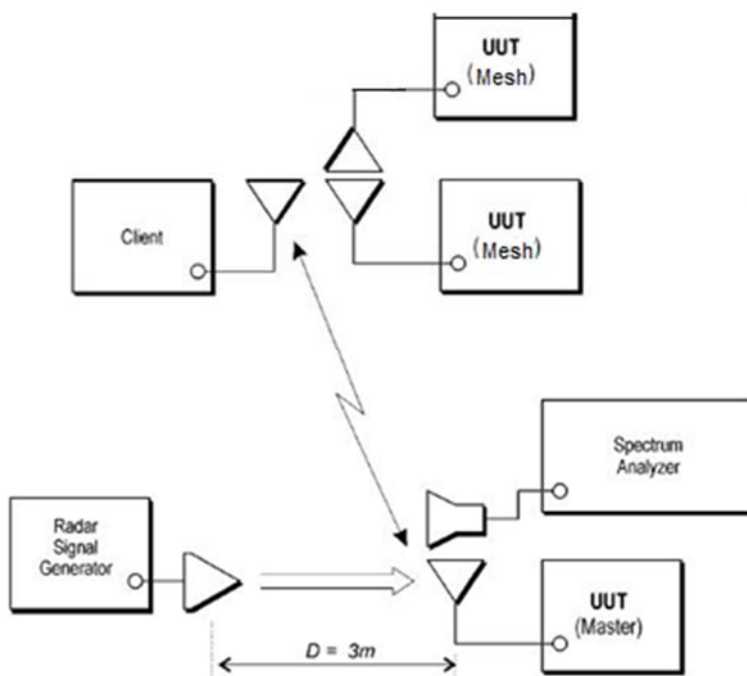 UUT
(Mesh)
Client
UUT
(Mesh)
Spectrum
Analyzer
Radar
Signal
Generator
UUT
(Master)
D = 3m